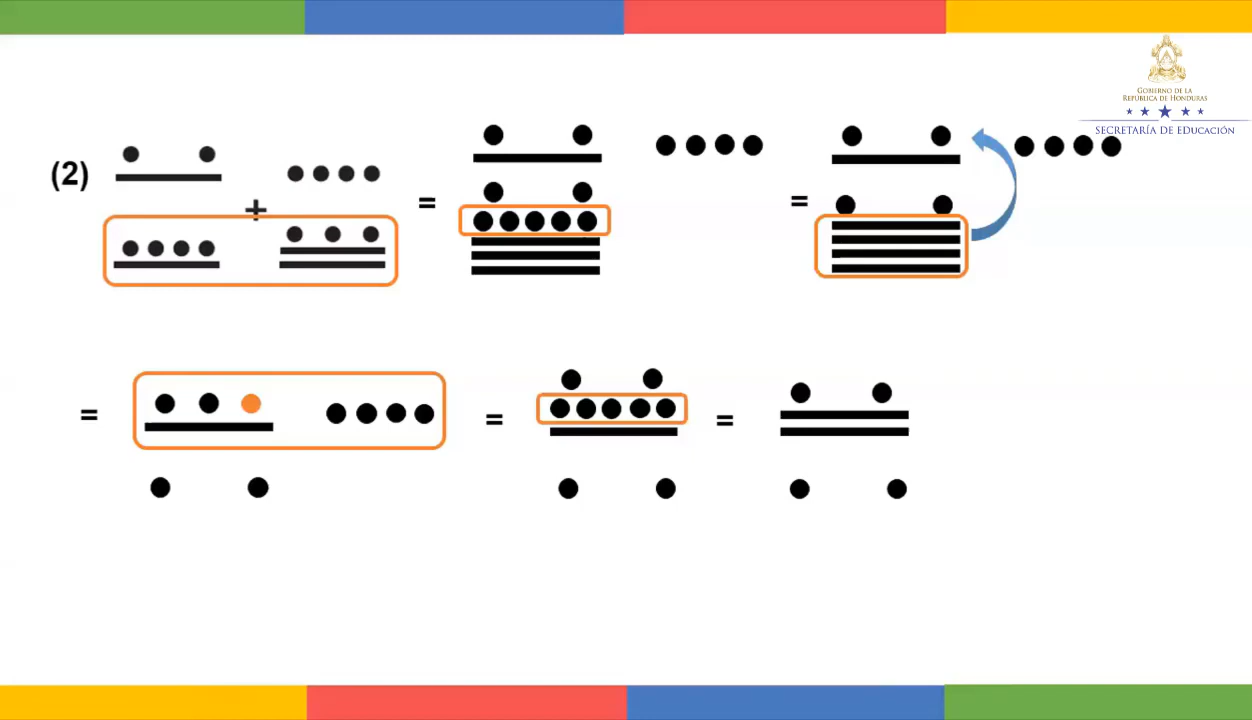 GOBIERNO DE LA
REPÚBLICA DE HONDURAS
SECRETARÍA DE EDUCACIÓN
(2)
+ = =
= = =